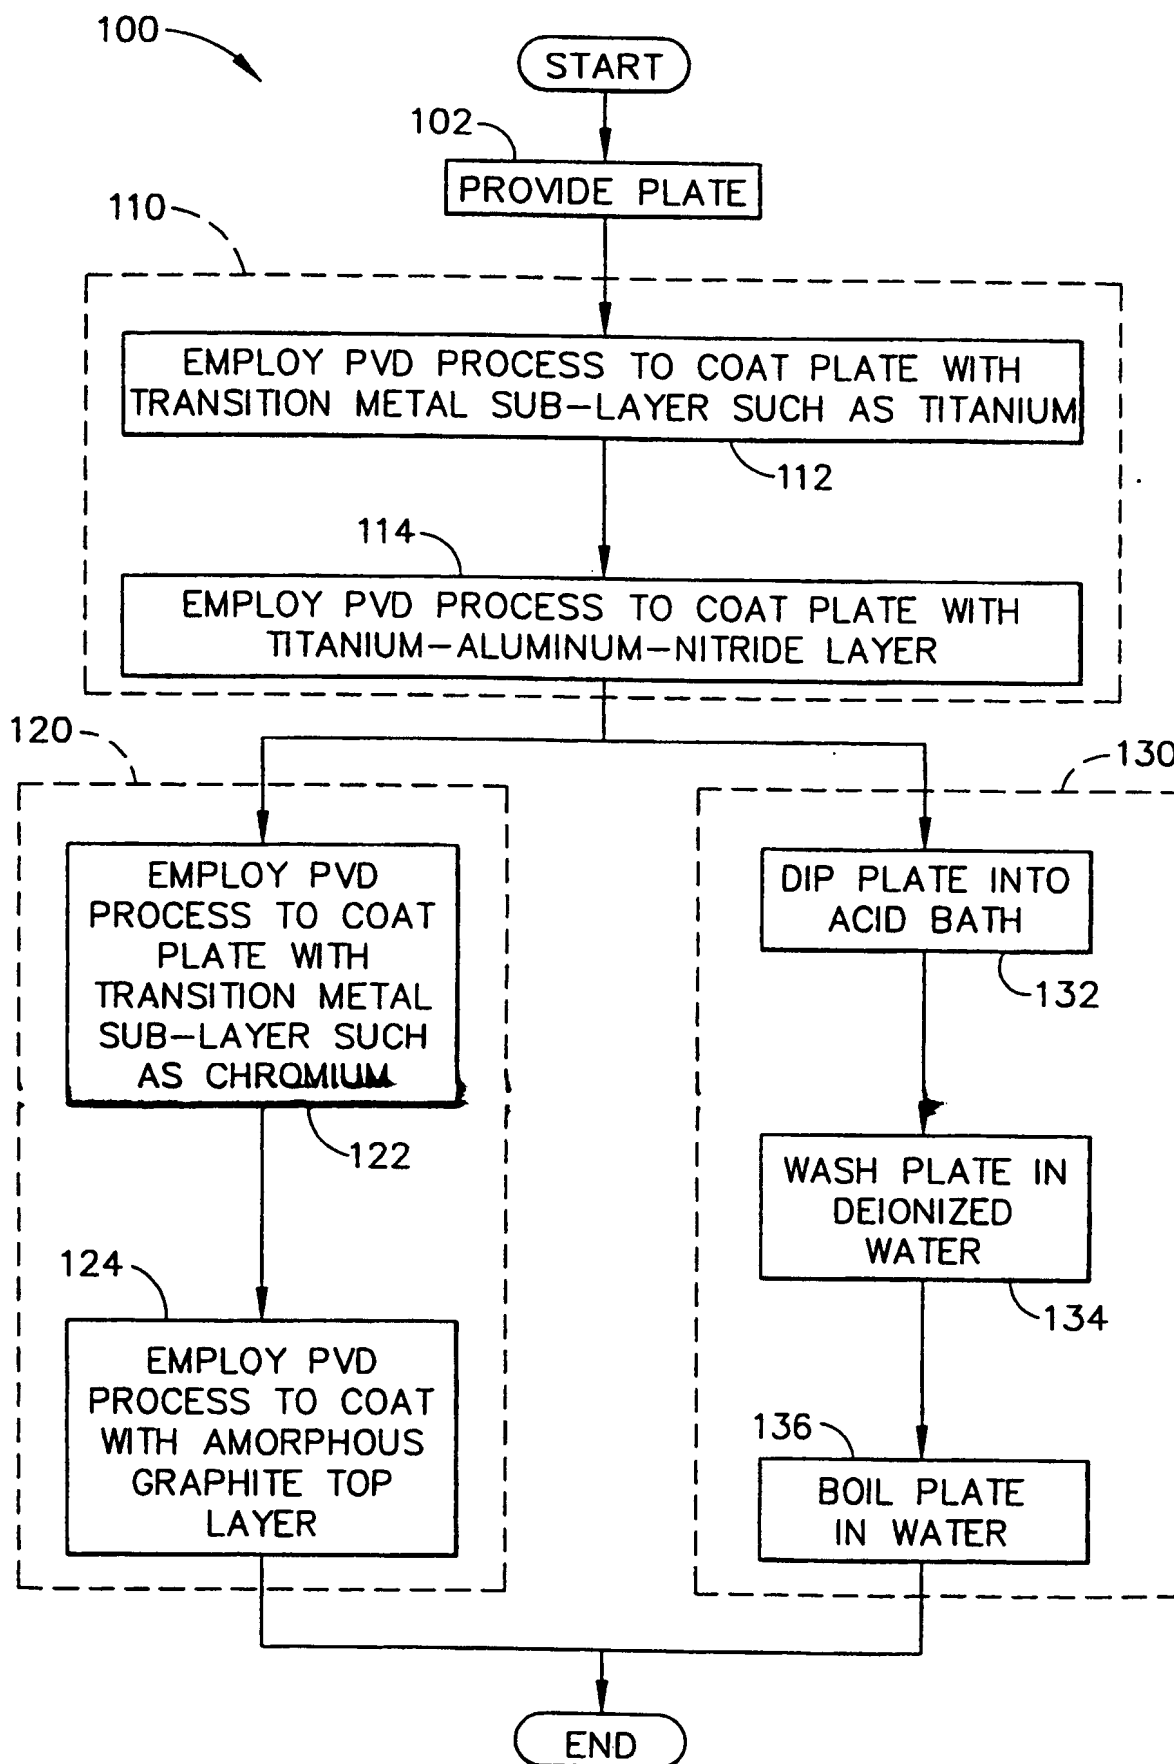 100
START
102
PROVIDE PLATE
110
EMPLOY PVD PROCESS TO COAT PLATE WITH
TRANSITION METAL SUB-LAYER SUCH AS TITANIUM
112
114
EMPLOY PVD PROCESS TO COAT PLATE WITH
TITANIUM-ALUMINUM-NITRIDE LAYER
120
130
EMPLOY PVD
PROCESS TO COAT
PLATE WITH
TRANSITION METAL
SUB-LAYER SUCH
AS CHROMIUM
122
124
EMPLOY PVD
PROCESS TO COAT
WITH AMORPHOUS
GRAPHITE TOP
LAYER
DIP PLATE INTO
ACID BATH
132
WASH PLATE IN
DEIONIZED
WATER
134
136
BOIL PLATE
IN WATER
END